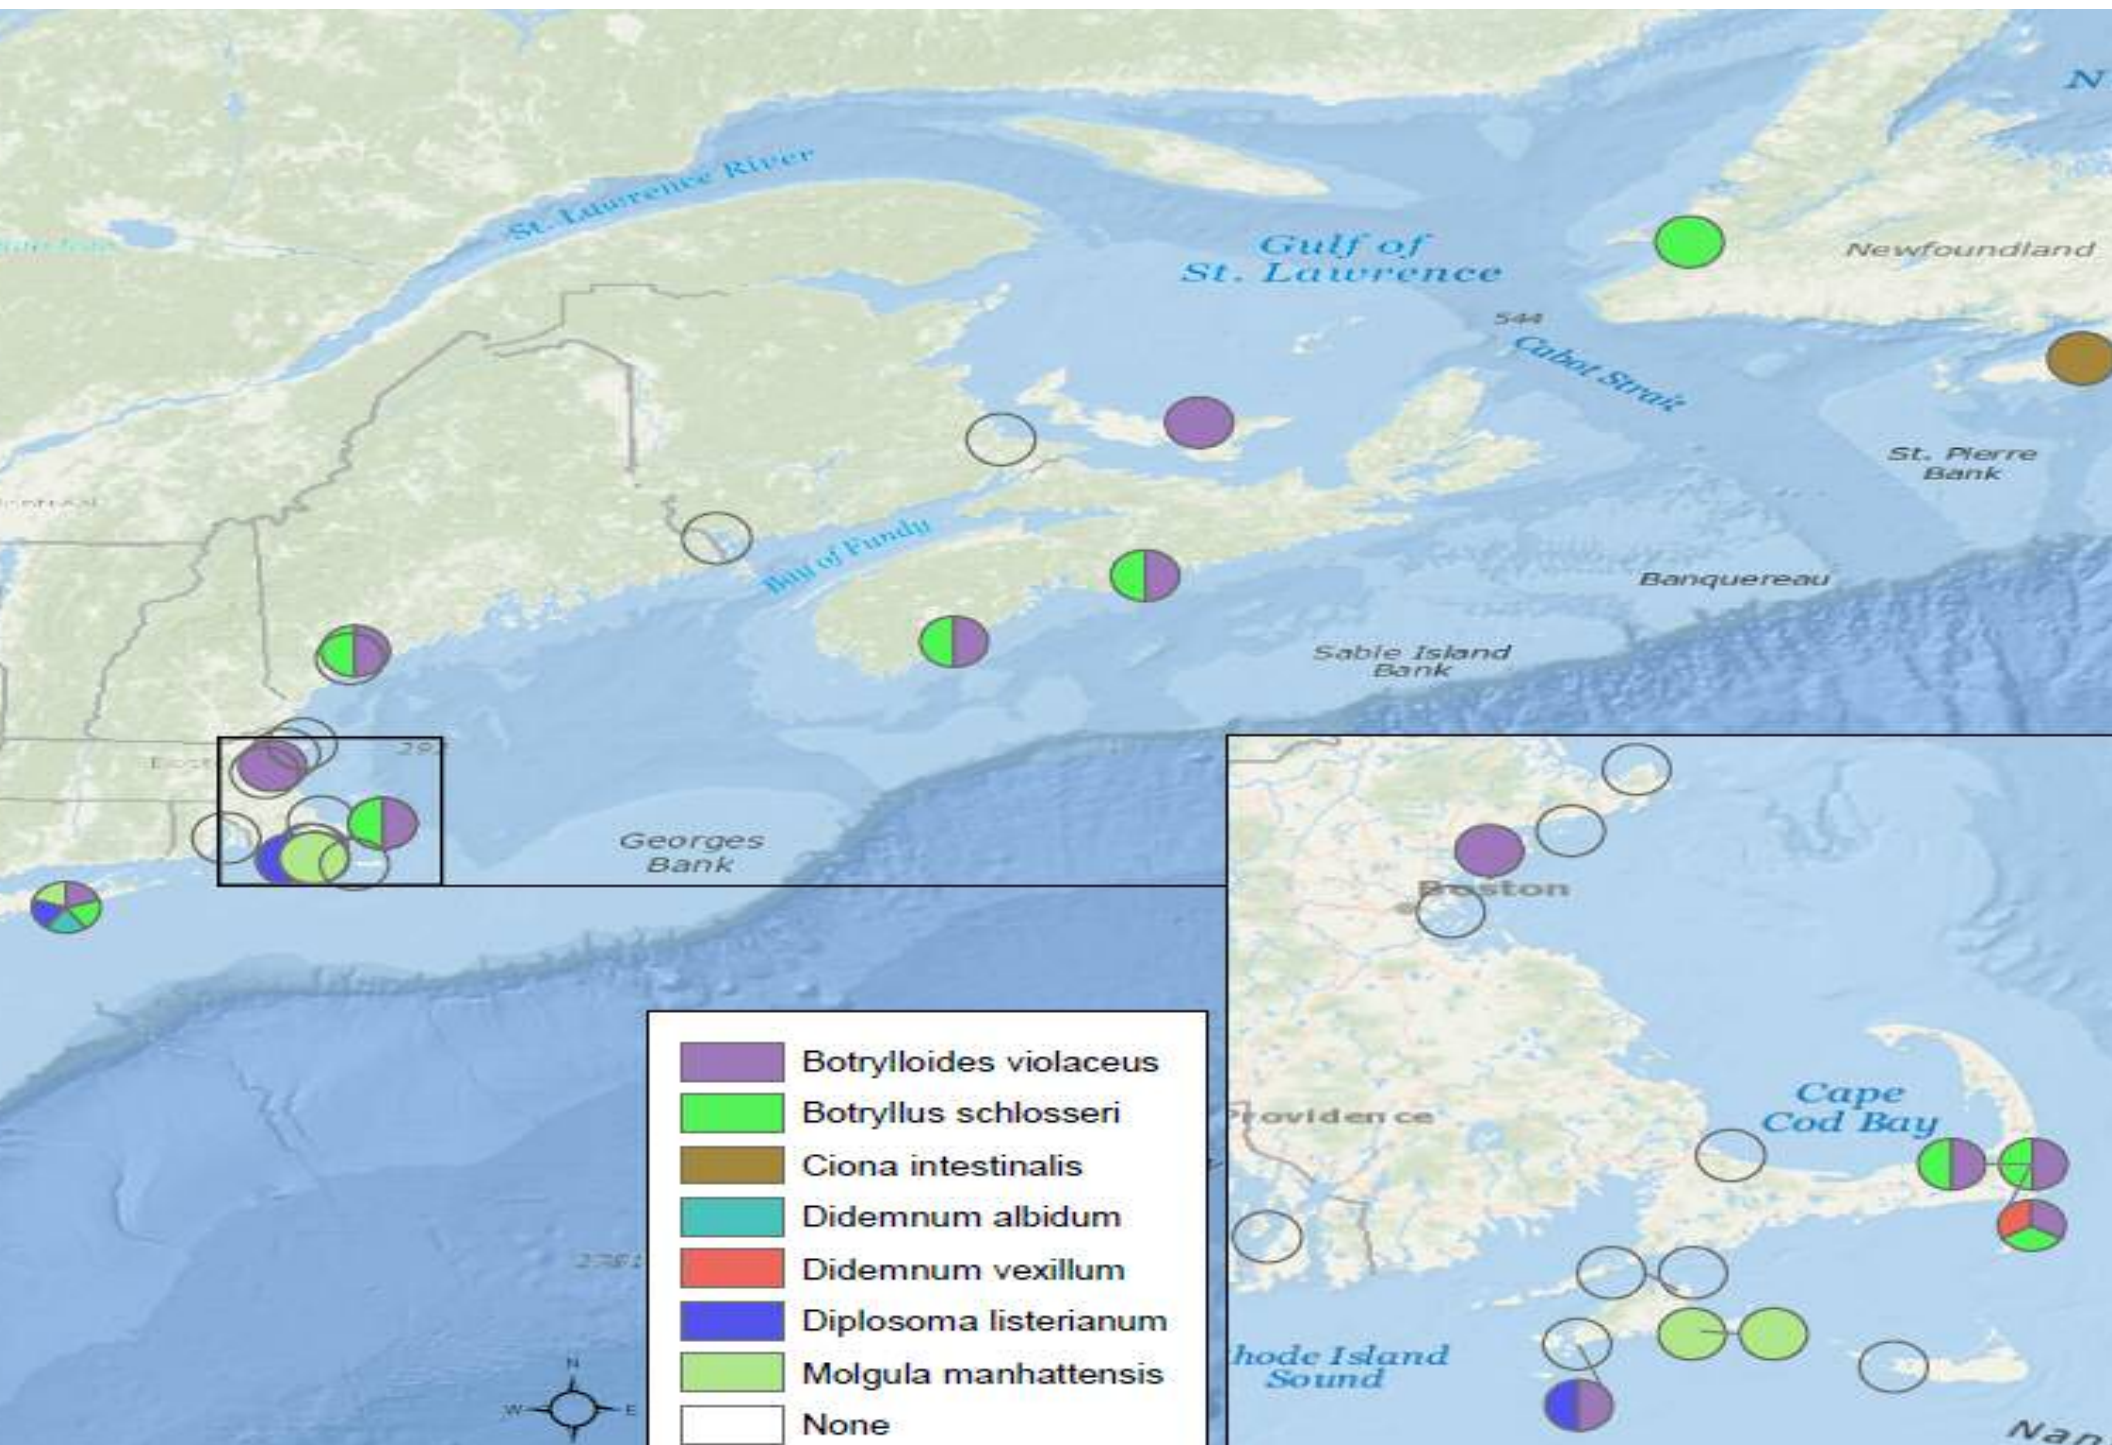 N
St. Lawrence River
Gulf of
St. Lawrence
Newfoundland
544
Cabot Strait
St. Pierre
Bank
Bay of Fundy
Banquereau
Sable Island
Bank
Georges
Bank
Boston
Cape
Cod Bay
Providence
hode Island
Sound
Nan
Botrylloides violaceus
Botryllus schlosseri
Ciona intestinalis
Didemnum albidum
Didemnum vexillum
Diplosoma listerianum
Molgula manhattensis
None
N
W
E